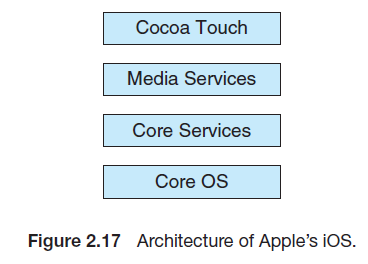 Cocoa Touch
Media Services
Core Services
Core OS
Figure 2.17 Architecture of Apple's iOS.